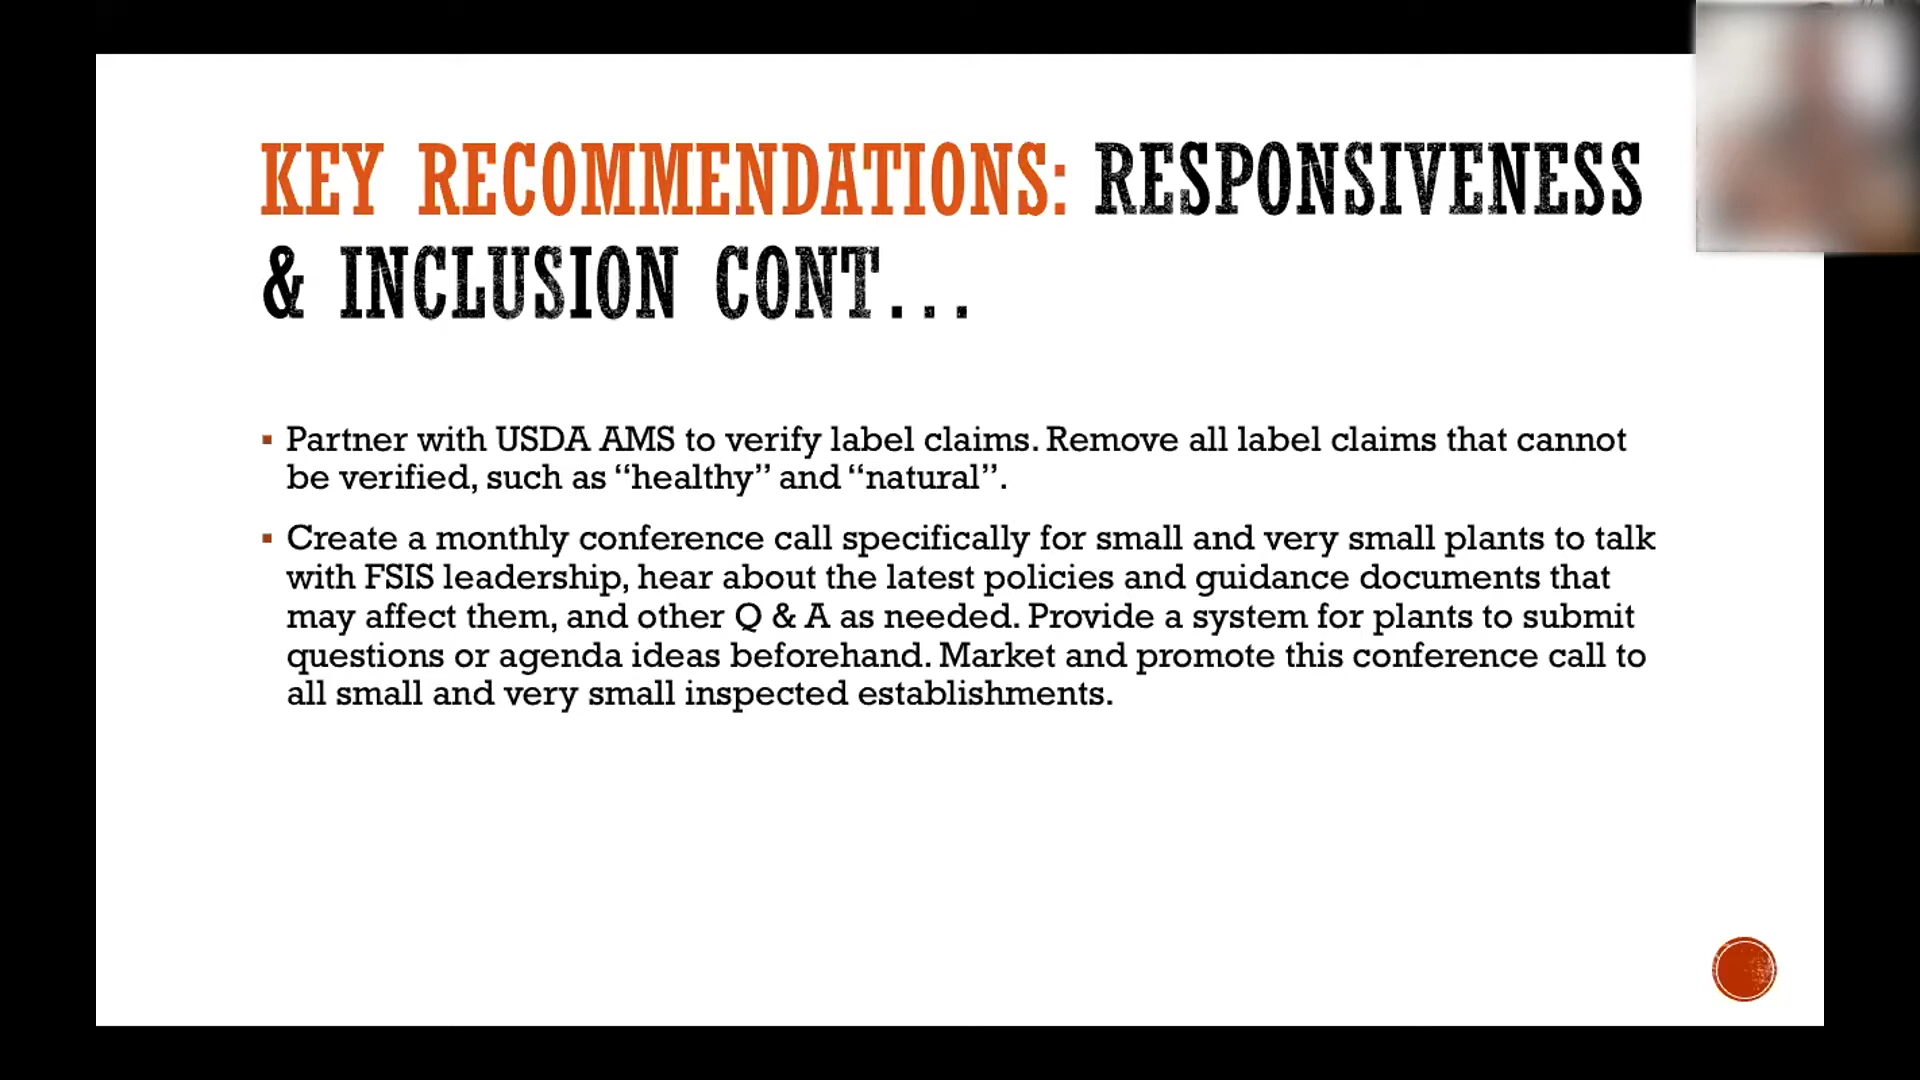 KEY RECOMMENDATIONS: RESPONSIVENESS
& INCLUSION CONT...
▪ Partner with USDA AMS to verify label claims. Remove all label claims that cannot
be verified, such as “healthy” and “natural”.
▪ Create a monthly conference call specifically for small and very small plants to talk
with FSIS leadership, hear about the latest policies and guidance documents that
may affect them, and other Q & A as needed. Provide a system for plants to submit
questions or agenda ideas beforehand. Market and promote this conference call to
all small and very small inspected establishments.